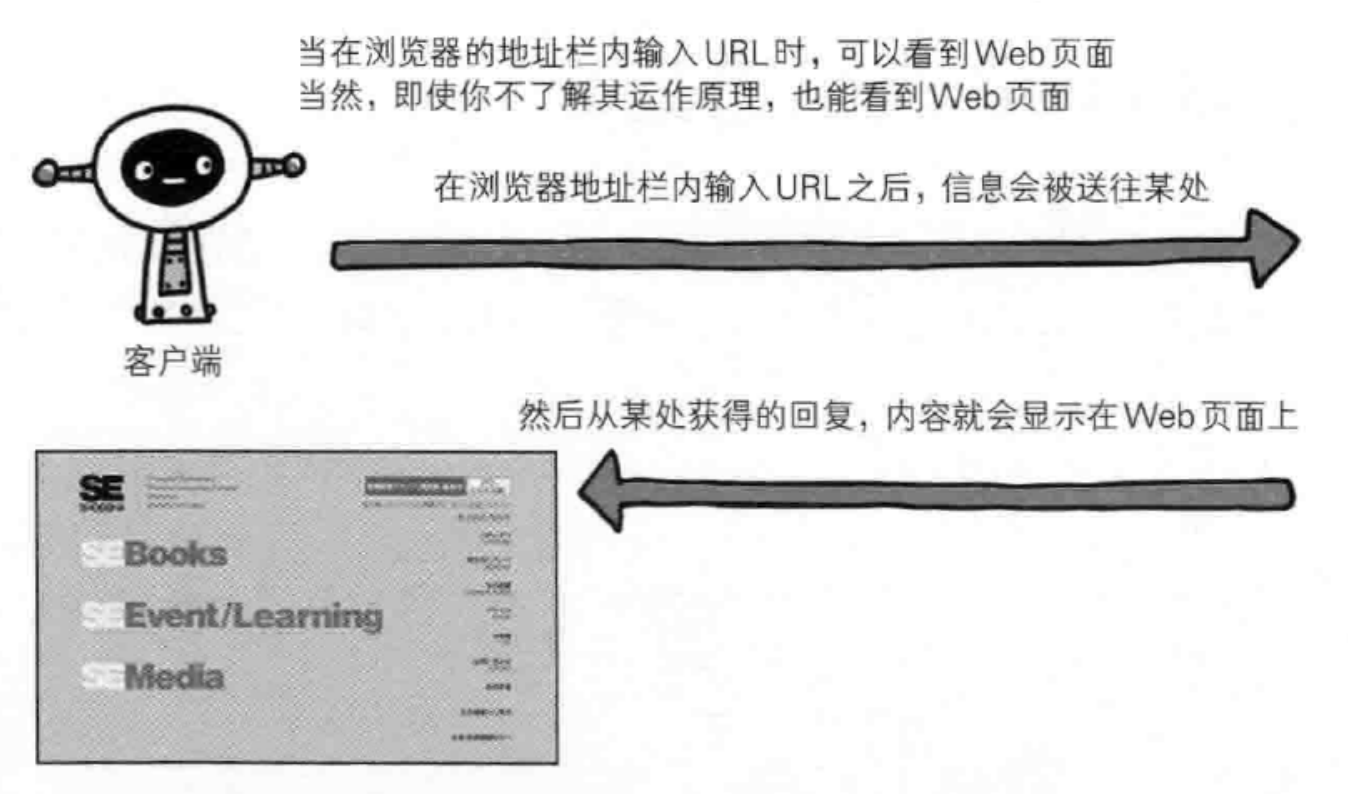 当在浏览器的地址栏内输入URL时，可以看到Web页面
当然，即使你不了解其运作原理，也能看到Web页面
在浏览器地址栏内输入URL之后，信息会被送往某处
客户端
然后从某处获得的回复，内容就会显示在Web页面上
SE
SEBooks
SEEvent/Learning
SEMedia